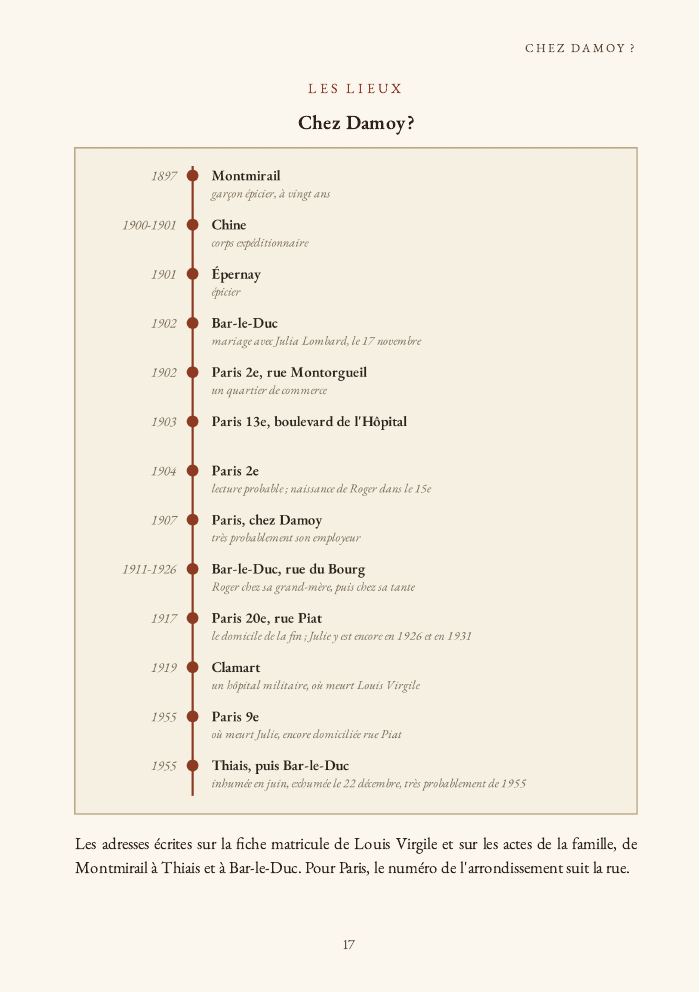 CHEZ DAMOY ?
LES LIEUX
Chez Damoy ?
1897 Montmirail
garçon épicier, à vingt ans
1900-1901 Chine
corps expéditionnaire
1901 Épernay
épicier
1902 Bar-le-Duc
mariage avec Julia Lombard, le 17 novembre
1902 Paris 2e, rue Montorgueil
un quartier de commerce
1903 Paris 13e, boulevard de l'Hôpital
1904 Paris 2e
lecture probable ; naissance de Roger dans le 15e
1907 Paris, chez Damoy
très probablement son employeur
1911-1926 Bar-le-Duc, rue du Bourg
Roger chez sa grand-mère, puis chez sa tante
1917 Paris 20e, rue Piat
le domicile de la fin ; Julie y est encore en 1926 et en 1931
1919 Clamart
un hôpital militaire, où meurt Louis Virgile
1955 Paris 9e
où meurt Julie, encore domiciliée rue Piat
1955 Thiais, puis Bar-le-Duc
inhumée en juin, exhumée le 22 décembre, très probablement de 1955
Les adresses écrites sur la fiche matricule de Louis Virgile et sur les actes de la famille, de
Montmirail à Thiais et à Bar-le-Duc. Pour Paris, le numéro de l'arrondissement suit la rue.
17